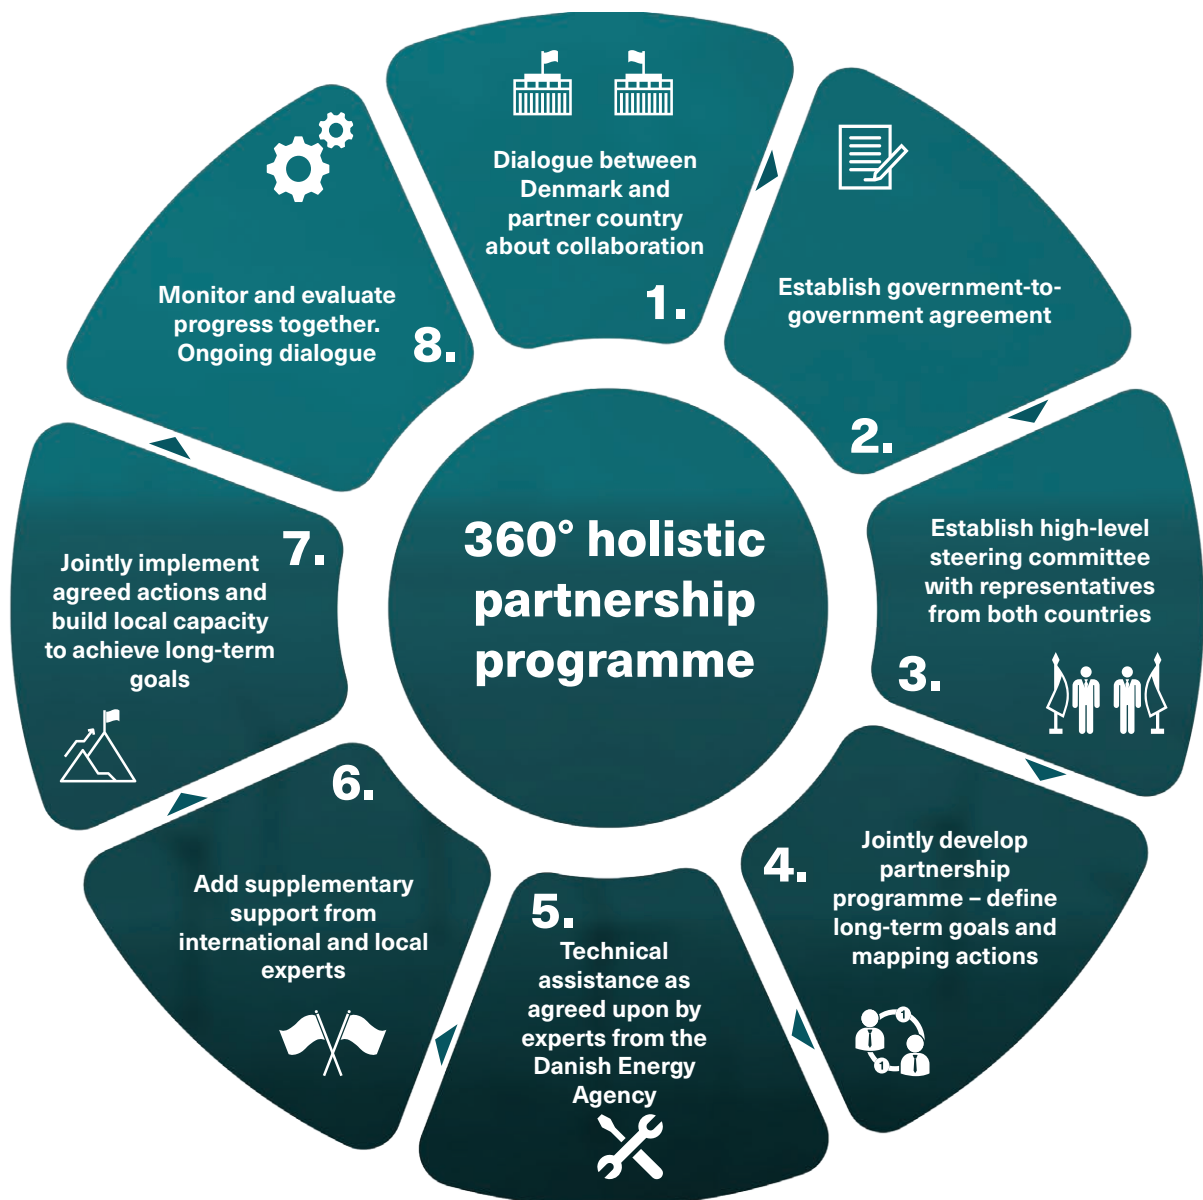 360° holistic
partnership
programme
Dialogue between
Denmark and
partner country
about collaboration
1.
Establish government-to-
government agreement
2.
Establish high-level
steering committee
with representatives
from both countries
3.
4.
Jointly develop
partnership
programme – define
long-term goals and
mapping actions
1
1
5.
Technical
assistance as
agreed upon by
experts from the
Danish Energy
Agency
6.
Add supplementary
support from
international and local
experts
7.
Jointly implement
agreed actions and
build local capacity
to achieve long-term
goals
Monitor and evaluate
progress together.
Ongoing dialogue
8.